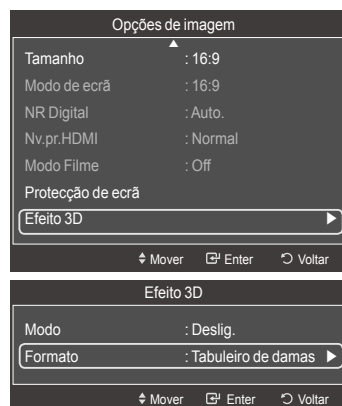 Opções de imagem
Tamanho : 16:9
Modo de ecrã : 16:9
NR Digital : Auto.
Nv.pr.HDMI : Normal
Modo Filme : Off
Protecção de ecrã
Efeito 3D
Mover Enter Voltar
Efeito 3D
Modo : Deslig.
Formato : Tabuleiro de damas
Mover Enter Voltar